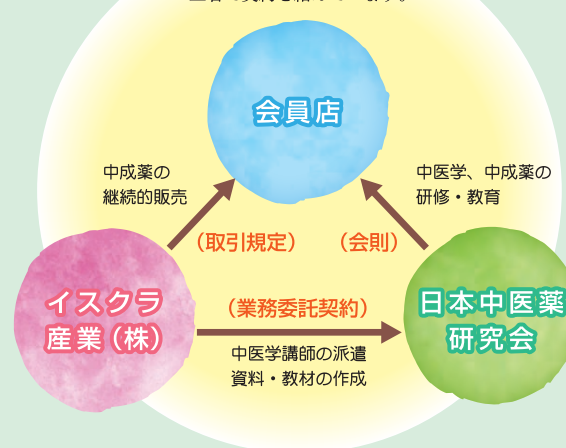 会員店
中成薬の
継続的販売
中医学、中成薬の
研修・教育
（取引規定）
（会則）
イスクラ
産業（株）
（業務委託契約）
日本中医薬
研究会
中医学講師の派遣
資料・教材の作成